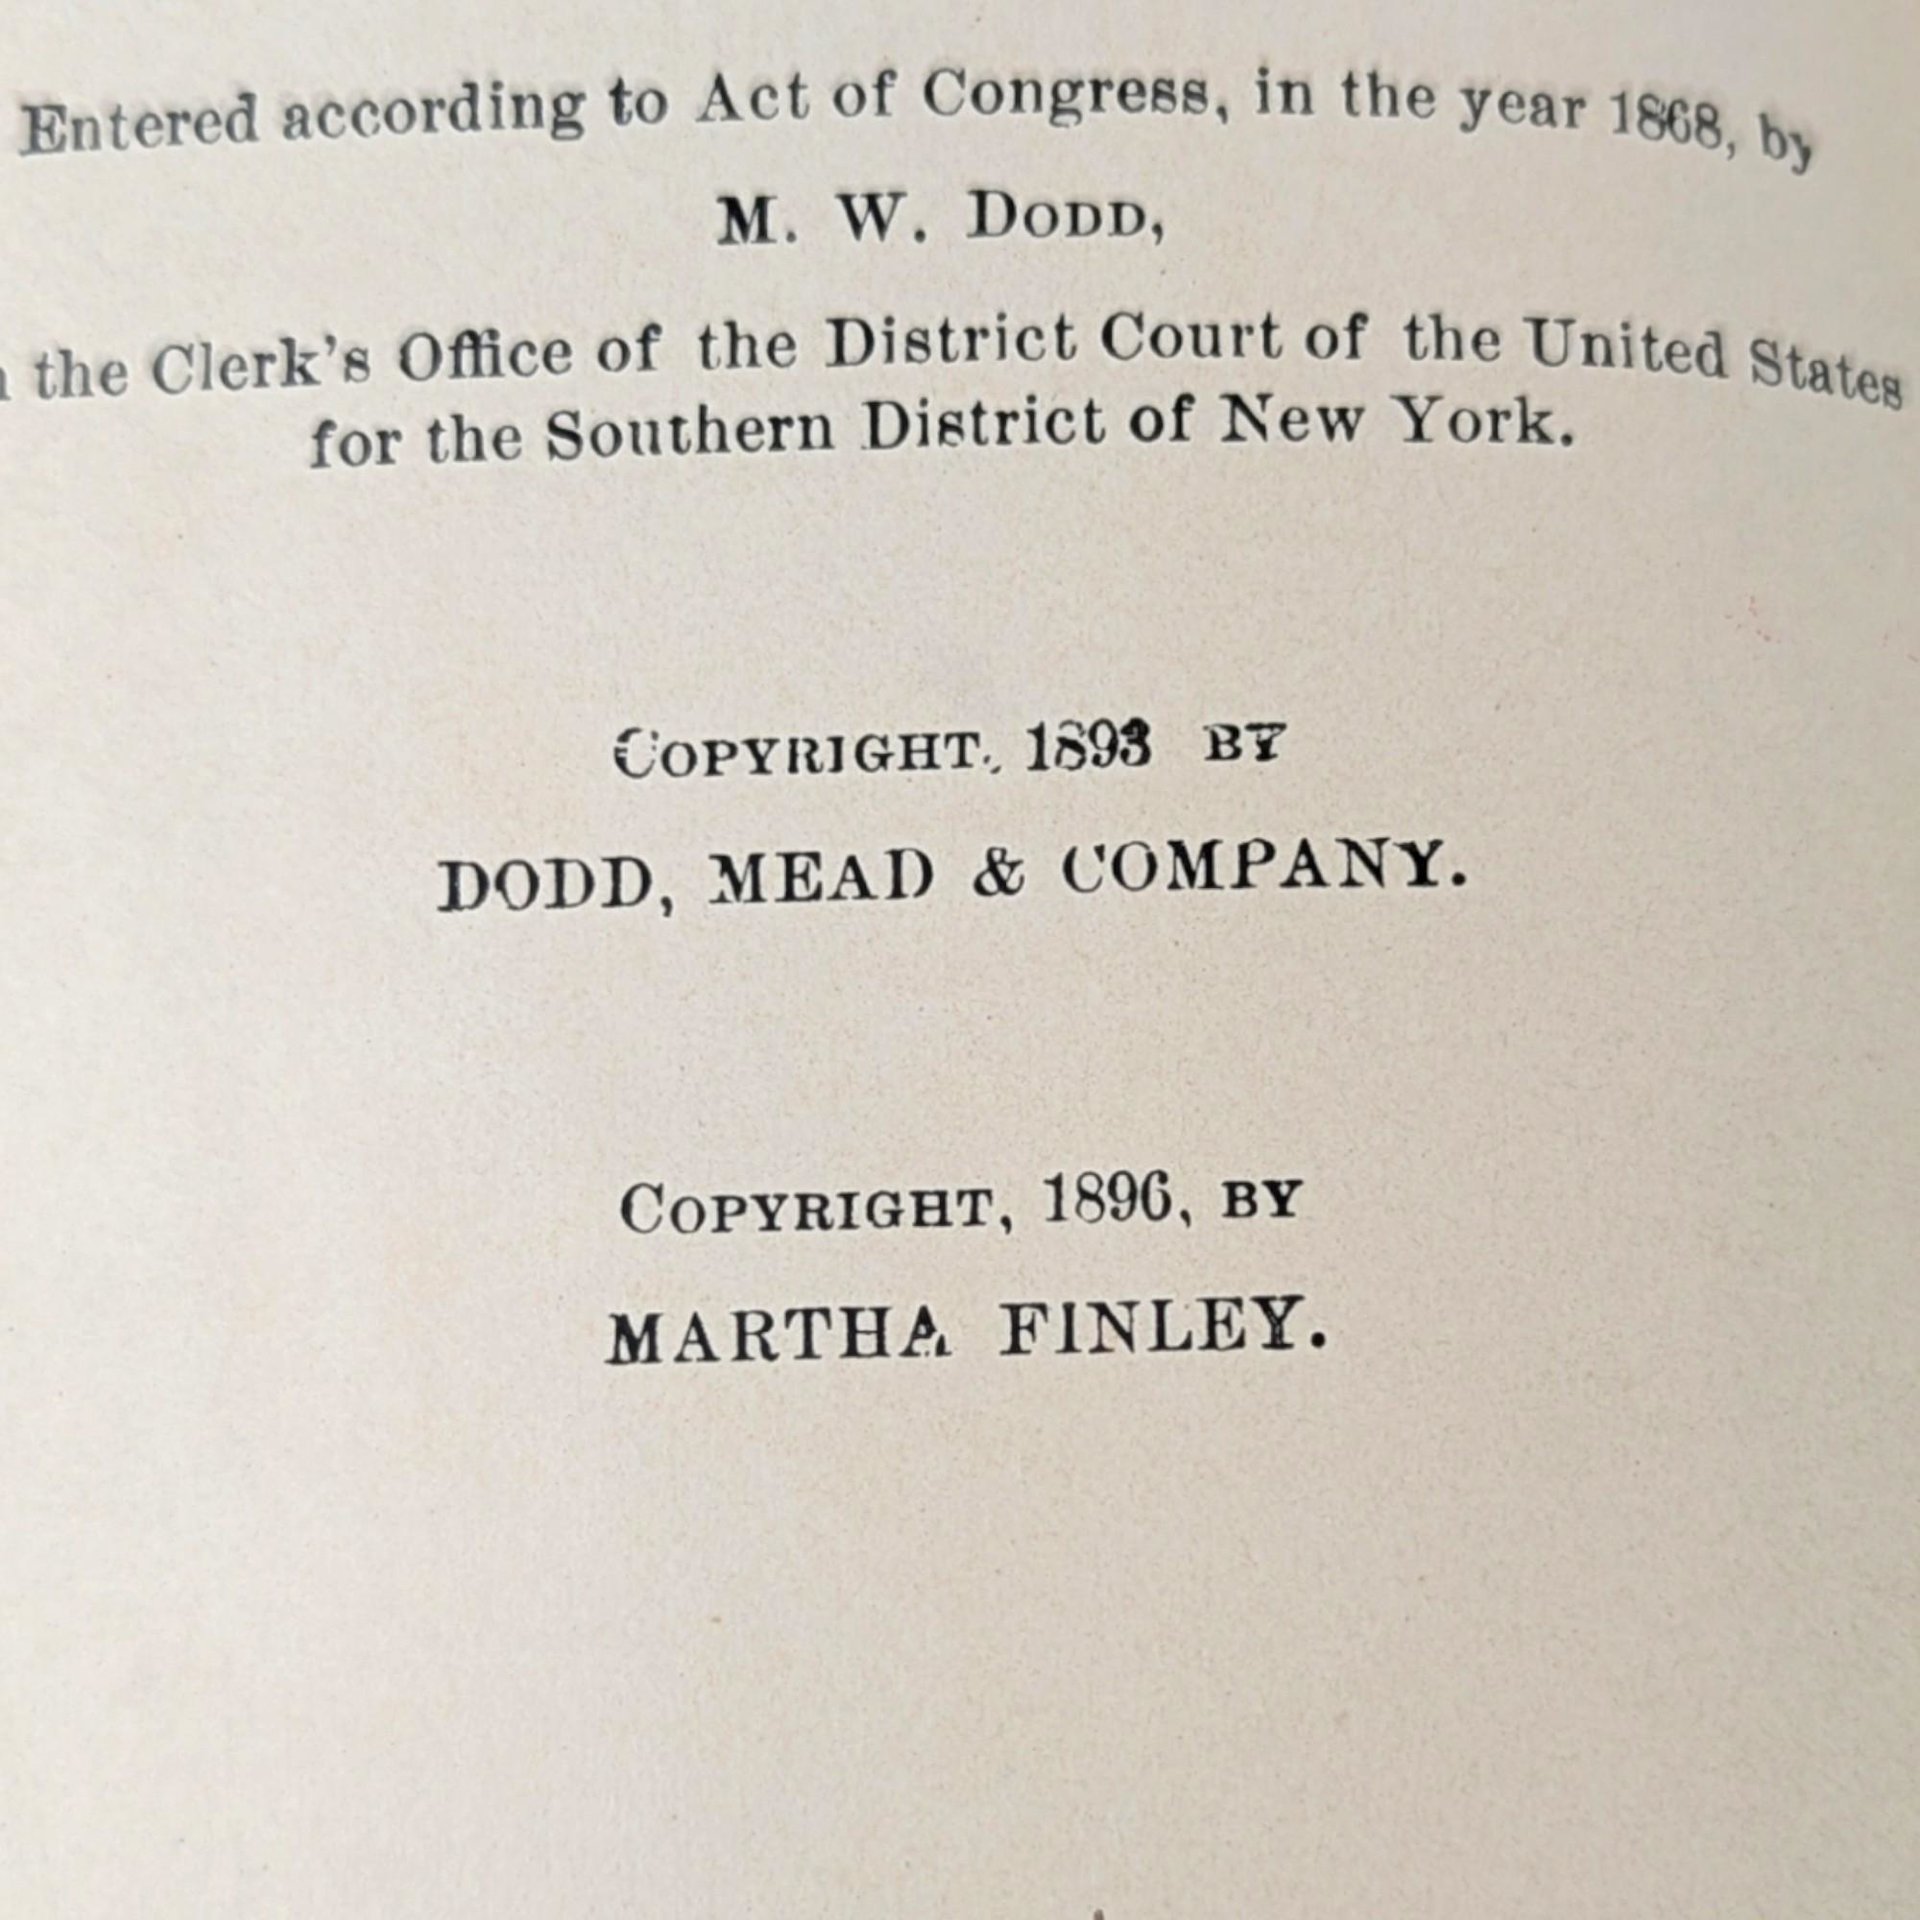 Entered according to Act of Congress, in the year 1868, by
M. W. DODD,
the Clerk's Office of the District Court of the United States
for the Southern District of New York.
COPYRIGHT, 1893 BY
DODD, MEAD & COMPANY.
COPYRIGHT, 1896, BY
MARTHA FINLEY.